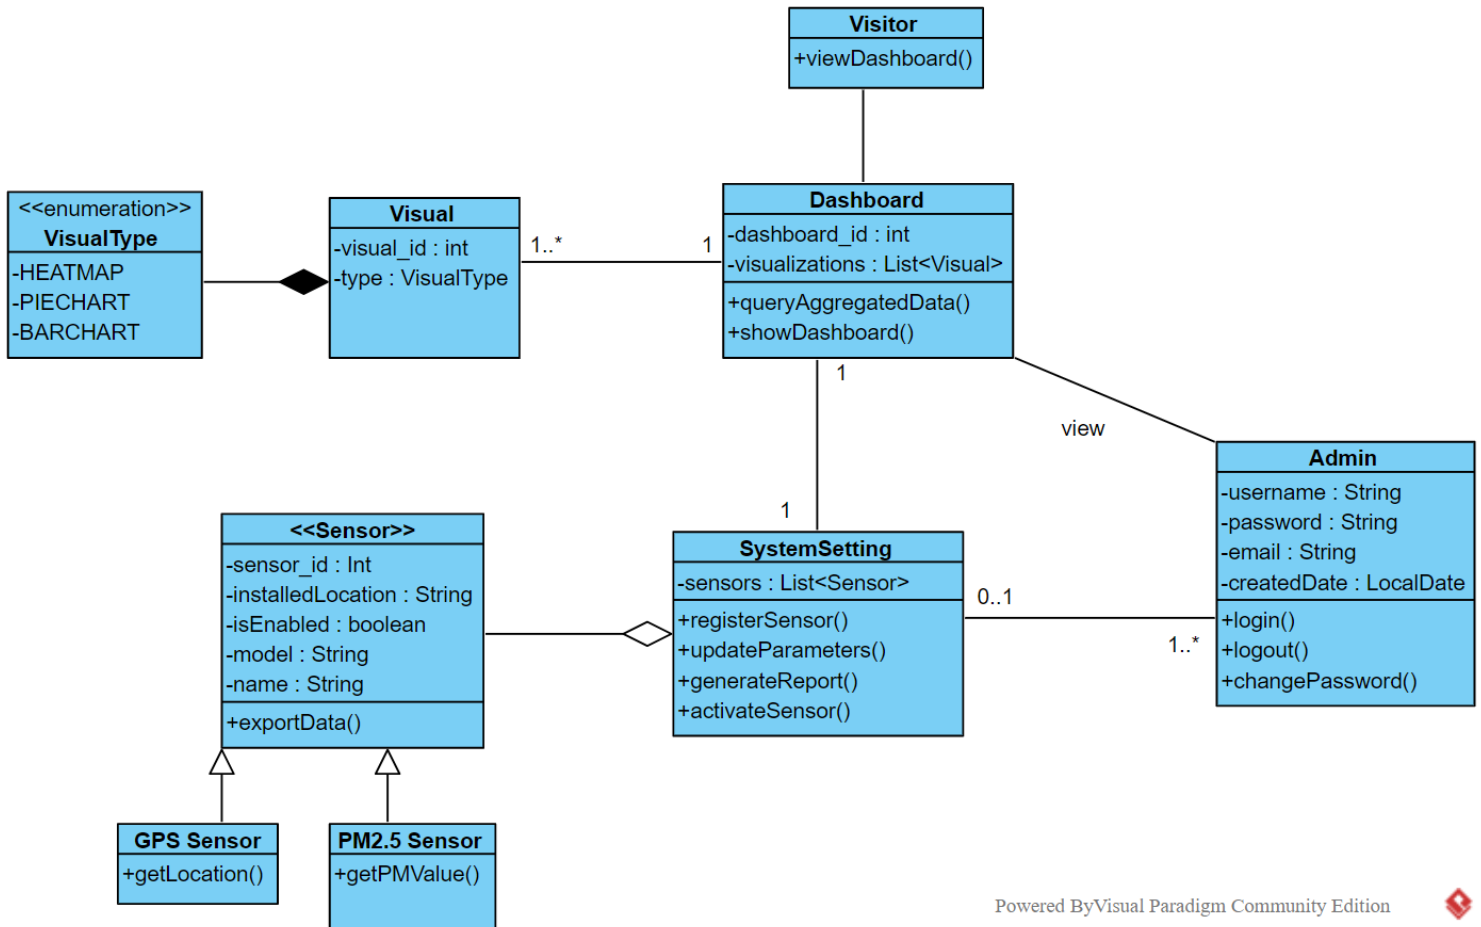 Visitor
+viewDashboard()
<<enumeration>>
VisualType
-HEATMAP
-PIECHART
-BARCHART
Visual
-visual_id : int
-type : VisualType
1..*
1
Dashboard
-dashboard_id : int
-visualizations : List<Visual>
+queryAggregatedData()
+showDashboard()
1
view
1
Admin
-username : String
-password : String
-email : String
-createdDate : LocalDate
+login()
+logout()
+changePassword()
<<Sensor>>
-sensor_id : Int
-installedLocation : String
-isEnabled : boolean
-model : String
-name : String
+exportData()
SystemSetting
-sensors : List<Sensor>
+registerSensor()
+updateParameters()
+generateReport()
+activateSensor()
0..1
1..*
GPS Sensor
+getLocation()
PM2.5 Sensor
+getPMValue()
Powered ByVisual Paradigm Community Edition